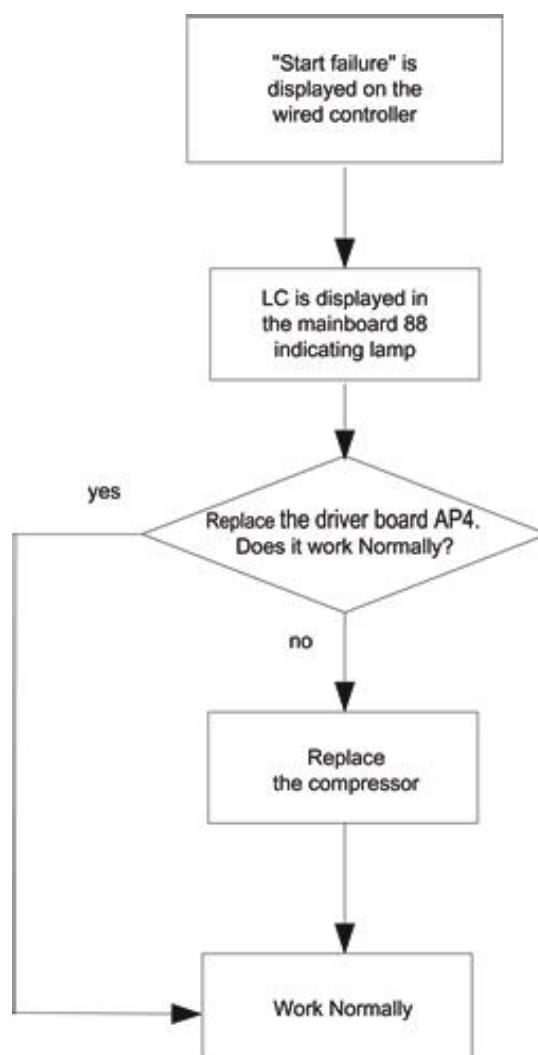 "Start failure" is
displayed on the
wired controller
LC is displayed in
the mainboard 88
indicating lamp
yes
Replace the driver board AP4.
Does it work Normally?
no
Replace
the compressor
Work Normally